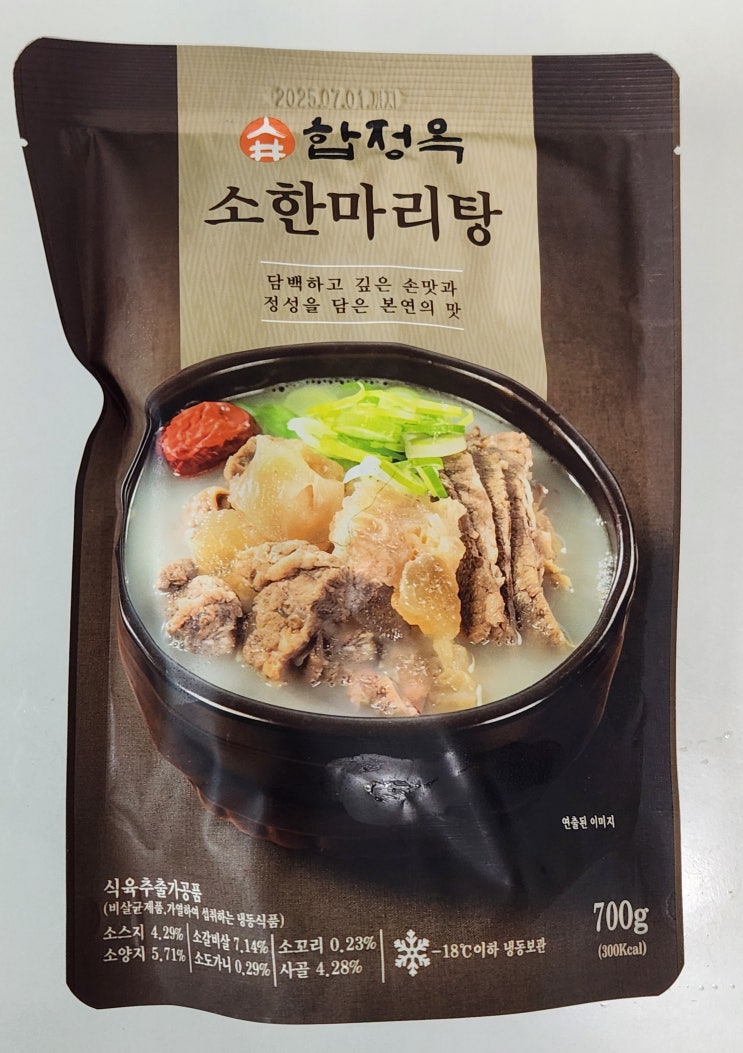 2025.07.01.까지
합정옥
소한마리탕
담백하고 깊은 손맛과
정성을 담은 본연의 맛
연출된 이미지
식육추출가공품
(비살균제품,가열하여 섭취하는 냉동식품)
소스지 4.29% 소갈비살 7.14% 소꼬리 0.23%
소양지 5.71% 소도가니 0.29% 사골 4.28%
-18℃이하 냉동보관
700g
(300Kcal)